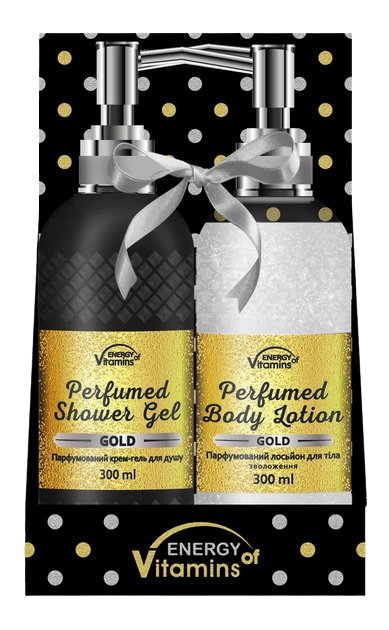 ENERGY of
Vitamins
Perfumed
Shower Gel
GOLD
Парфумований крем-гель для душу
300 ml
ENERGY of
Vitamins
Perfumed
Body Lotion
GOLD
Парфумований лосьйон для тіла
зволоження
300 ml
ENERGY of
Vitamins